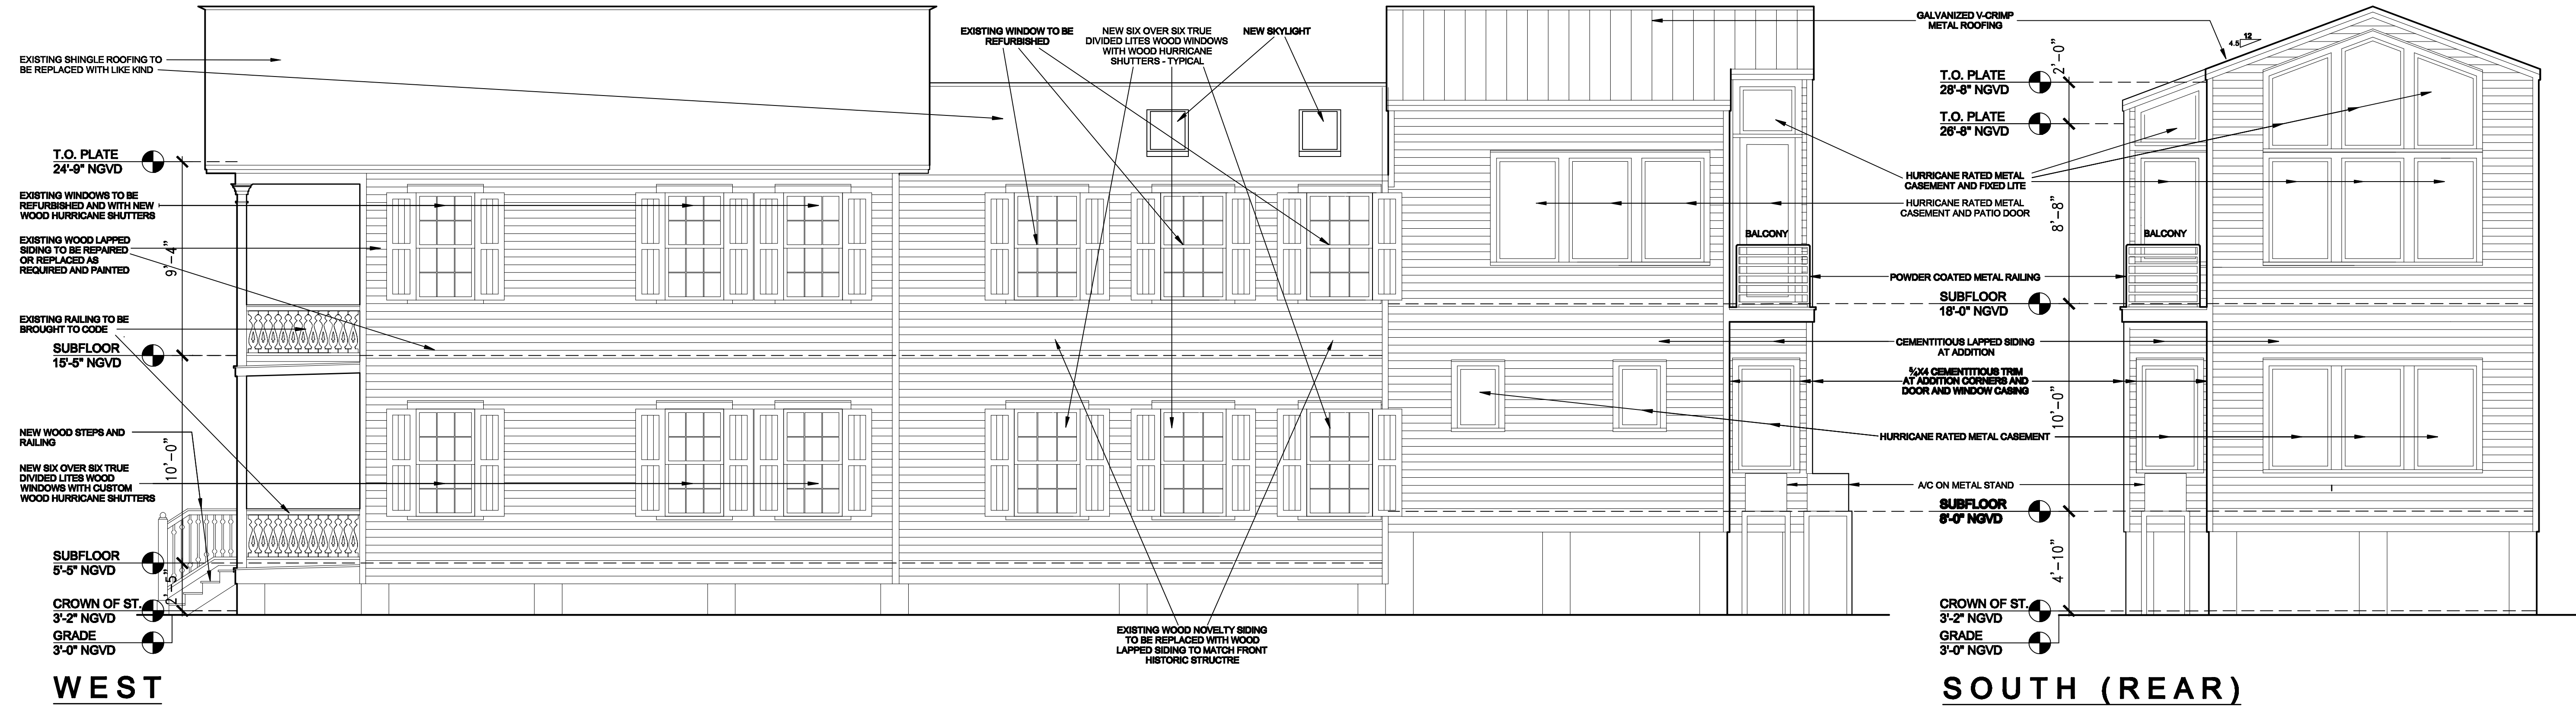 EXISTING SHINGLE ROOFING TO
BE REPLACED WITH LIKE KIND
T.O. PLATE
24'-9" NGVD
EXISTING WINDOWS TO BE
REFURBISHED AND WITH NEW
WOOD HURRICANE SHUTTERS
EXISTING WOOD LAPPED
SIDING TO BE REPAIRED
OR REPLACED AS
REQUIRED AND PAINTED
9'-4"
EXISTING RAILING TO BE
BROUGHT TO CODE
SUBFLOOR
15'-5" NGVD
NEW WOOD STEPS AND
RAILING
10'-0"
NEW SIX OVER SIX TRUE
DIVIDED LITES WOOD
WINDOWS WITH CUSTOM
WOOD HURRICANE SHUTTERS
SUBFLOOR
5'-5" NGVD
2'-5"
CROWN OF ST.
3'-2" NGVD
GRADE
3'-0" NGVD
WEST
EXISTING WINDOW TO BE
REFURBISHED
NEW SIX OVER SIX TRUE
DIVIDED LITES WOOD WINDOWS
WITH WOOD HURRICANE
SHUTTERS - TYPICAL
NEW SKYLIGHT
EXISTING WOOD NOVELTY SIDING
TO BE REPLACED WITH WOOD
LAPPED SIDING TO MATCH FRONT
HISTORIC STRUCTRE
BALCONY
GALVANIZED V-CRIMP
METAL ROOFING
12
4.5
2'-0"
T.O. PLATE
28'-8" NGVD
T.O. PLATE
26'-8" NGVD
HURRICANE RATED METAL
CASEMENT AND FIXED LITE
HURRICANE RATED METAL
CASEMENT AND PATIO DOOR
8'-8"
BALCONY
POWDER COATED METAL RAILING
SUBFLOOR
18'-0" NGVD
CEMENTITIOUS LAPPED SIDING
AT ADDITION
5/4X4 CEMENTITIOUS TRIM
AT ADDITION CORNERS AND
DOOR AND WINDOW CASING
10'-0"
HURRICANE RATED METAL CASEMENT
A/C ON METAL STAND
SUBFLOOR
8'-0" NGVD
4'-10"
CROWN OF ST.
3'-2" NGVD
GRADE
3'-0" NGVD
SOUTH (REAR)